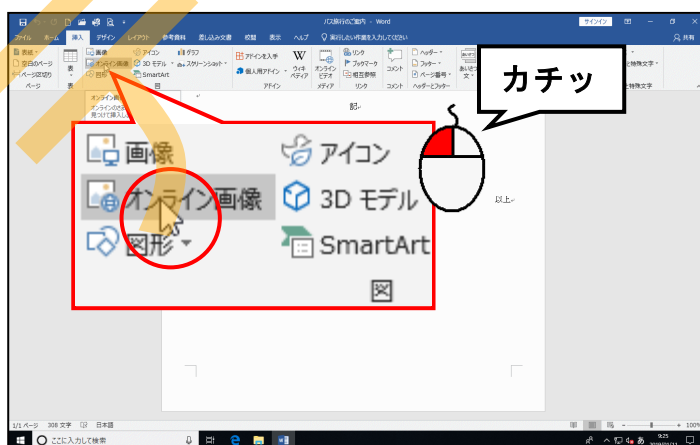 バス旅行のご案内 - Word
サインイン
ファイル ホーム 挿入 デザイン レイアウト 参考資料 差し込み文書 校閲 表示 ヘルプ 実行したい作業を入力してください
共有
表紙
空白のページ
ページ区切り
ページ
表
表
画像
オンライン画像
図形
アイコン
3D モデル
SmartArt
グラフ
スクリーンショット
図
アドインを入手
個人用アドイン
ウィキペディア
アドイン
オンライン
ビデオ
メディア
リンク
ブックマーク
相互参照
リンク
コメント
コメント
ヘッダー
フッター
ページ番号
ヘッダーとフッター
カチッ
記
画像
アイコン
オンライン画像
3D モデル
図形
SmartArt
図
以上
1/1 ページ 308 文字 日本語
ここに入力して検索
9:25